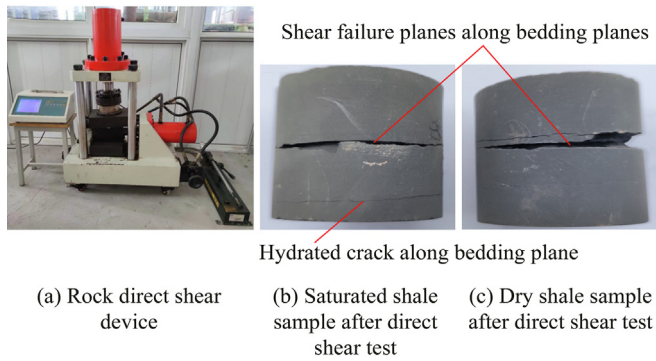 Shear failure planes along bedding planes
Hydrated crack along bedding plane
(a) Rock direct shear
device
(b) Saturated shale
sample after direct
shear test
(c) Dry shale sample
after direct shear test